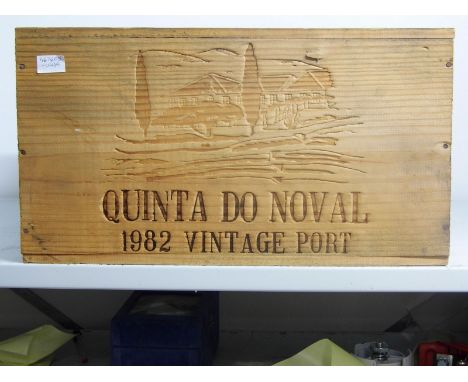 QUINTA DO NOVAL
1982 VINTAGE PORT